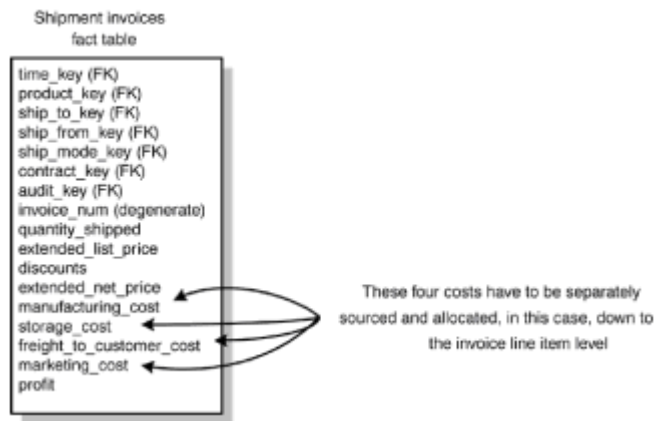 Shipment invoices
fact table
time_key (FK)
product_key (FK)
ship_to_key (FK)
ship_from_key (FK)
ship_mode_key (FK)
contract_key (FK)
audit_key (FK)
invoice_num (degenerate)
quantity_shipped
extended_list_price
discounts
extended_net_price
manufacturing_cost
storage_cost
freight_to_customer_cost
marketing_cost
profit
These four costs have to be separately
sourced and allocated, in this case, down to
the invoice line item level